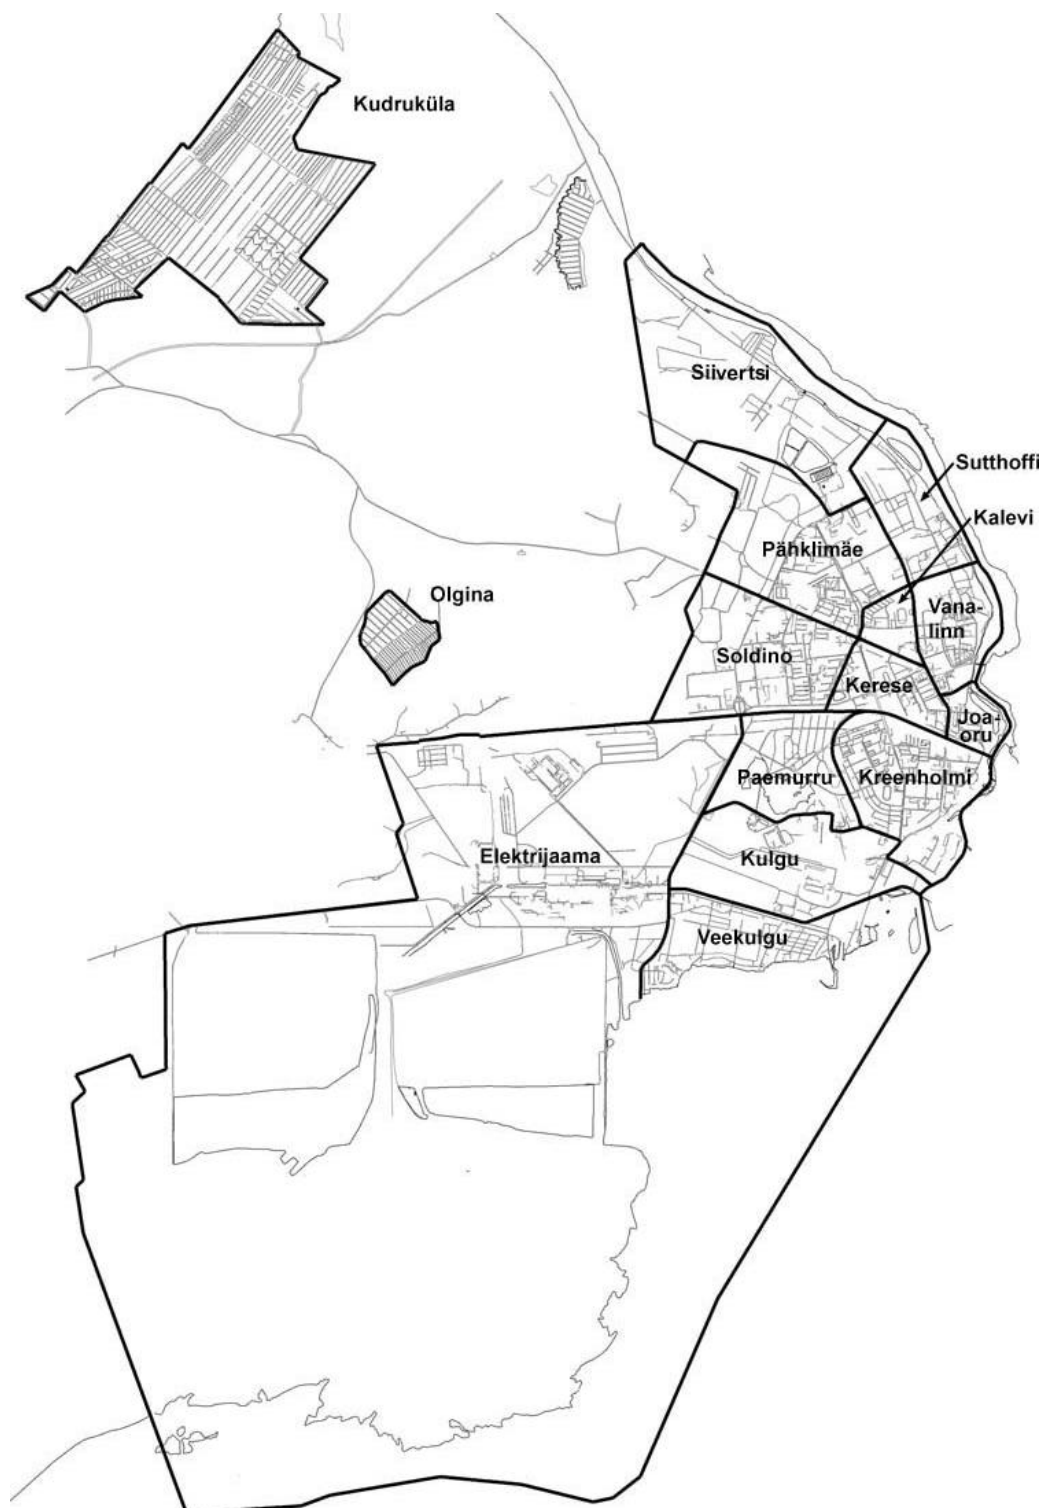 Kudruküla
Siivertsi
Sutthoffi
Kalevi
Pähklimäe
Olgina
Vana-
linn
Soldino
Kerese
Joa-
oru
Paemurru
Kreenholmi
Elektrijaama
Kulgu
Veekulgu